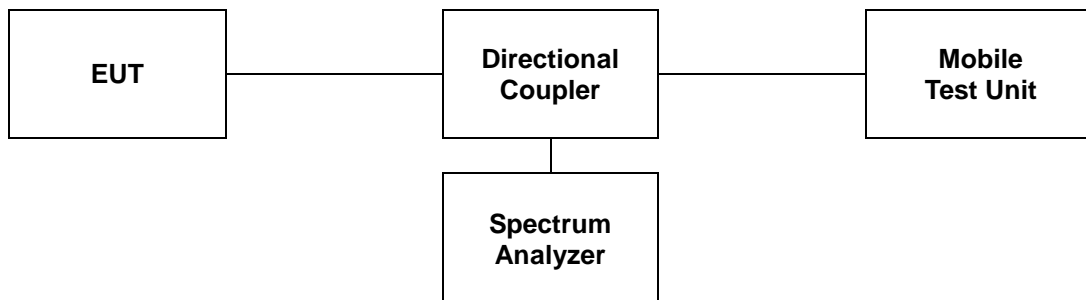 EUT
Directional
Coupler
Mobile
Test Unit
Spectrum
Analyzer